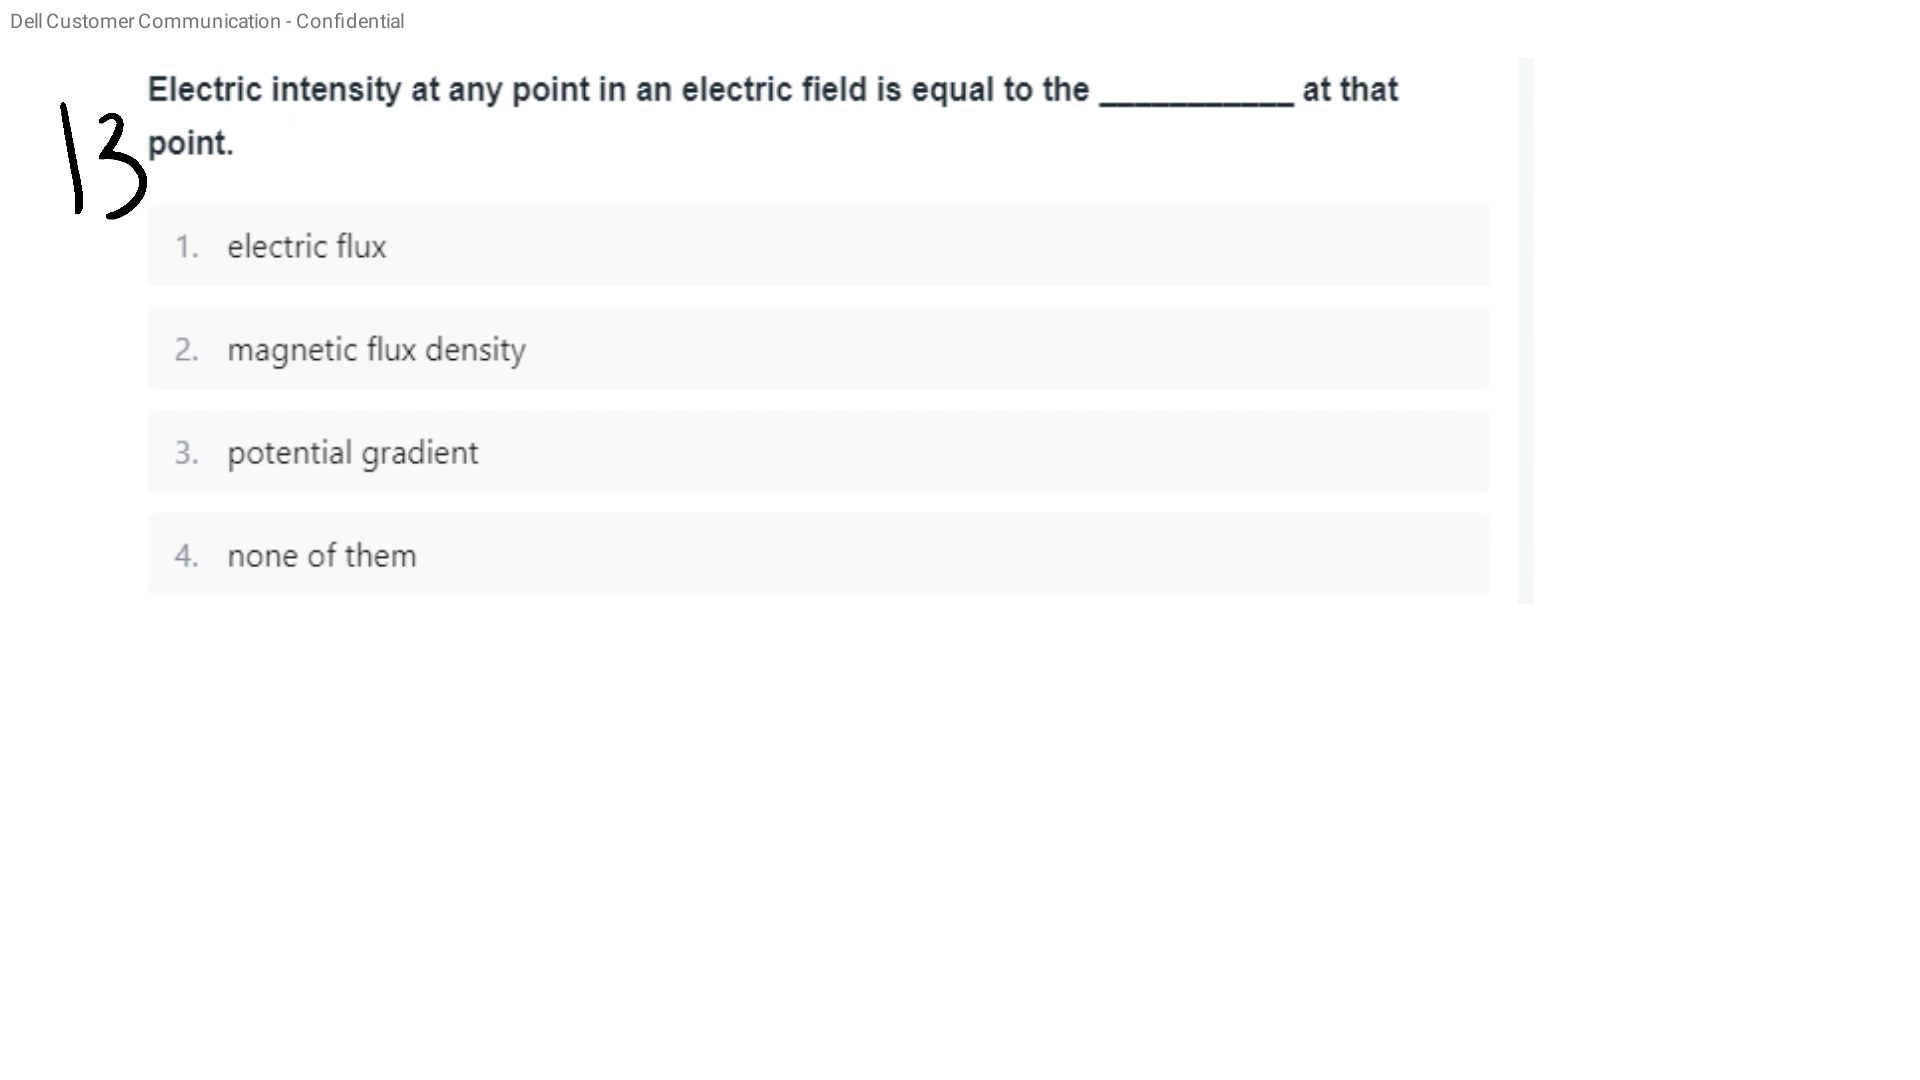 Dell Customer Communication - Confidential
Electric intensity at any point in an electric field is equal to the ___________ at that
point.
13
1. electric flux
2. magnetic flux density
3. potential gradient
4. none of them